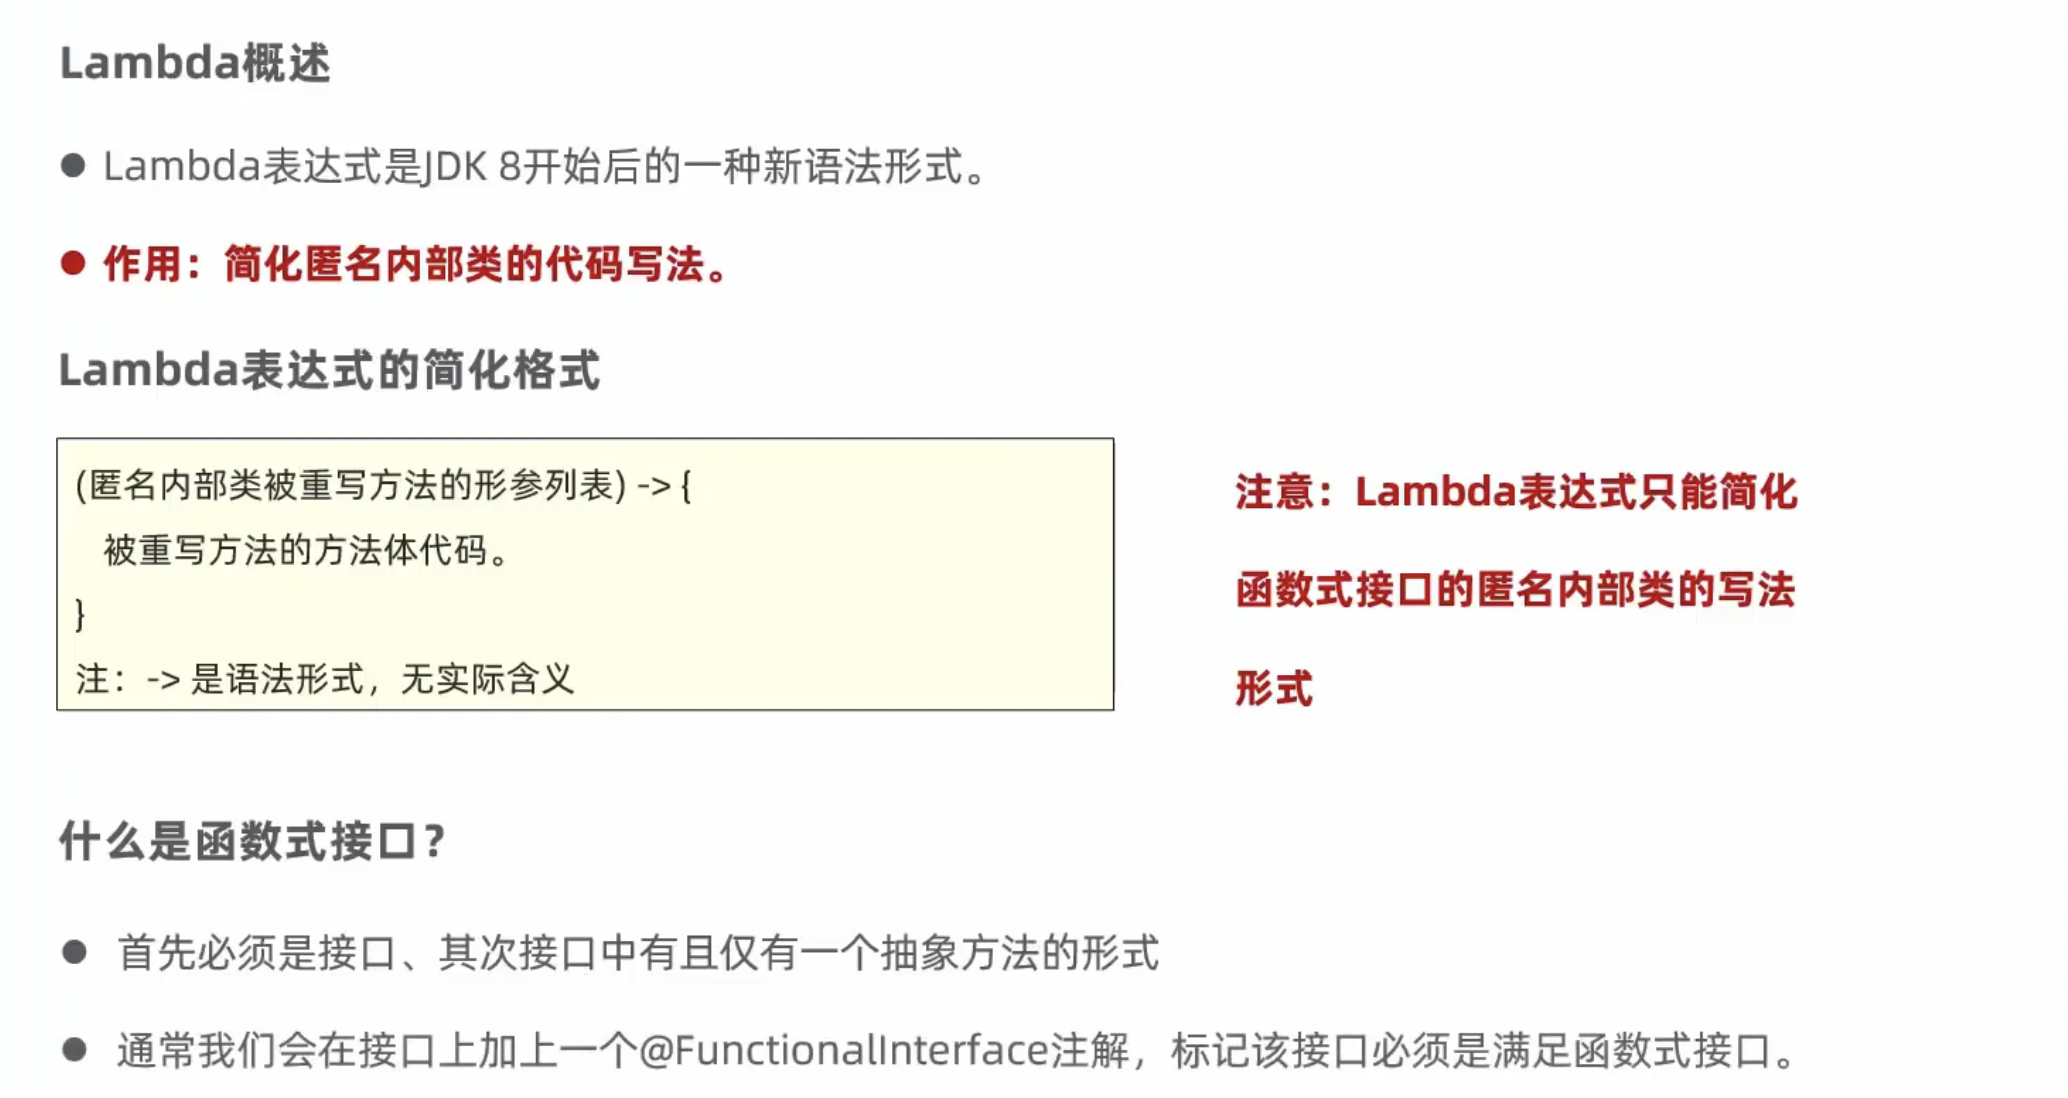 Lambda概述
● Lambda表达式是JDK 8开始后的一种新语法形式。
● 作用：简化匿名内部类的代码写法。
Lambda表达式的简化格式
(匿名内部类被重写方法的形参列表) -> {
被重写方法的方法体代码。
}
注：-> 是语法形式，无实际含义
注意：Lambda表达式只能简化
函数式接口的匿名内部类的写法
形式
什么是函数式接口？
● 首先必须是接口、其次接口中有且仅有一个抽象方法的形式
● 通常我们会在接口上加上一个@FunctionalInterface注解，标记该接口必须是满足函数式接口。